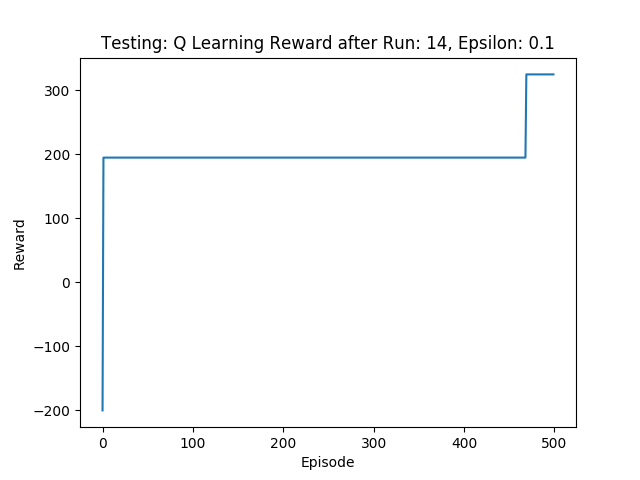 Testing: Q Learning Reward after Run: 14, Epsilon: 0.1
300
200
100
0
−100
−200
Reward
0 100 200 300 400 500
Episode